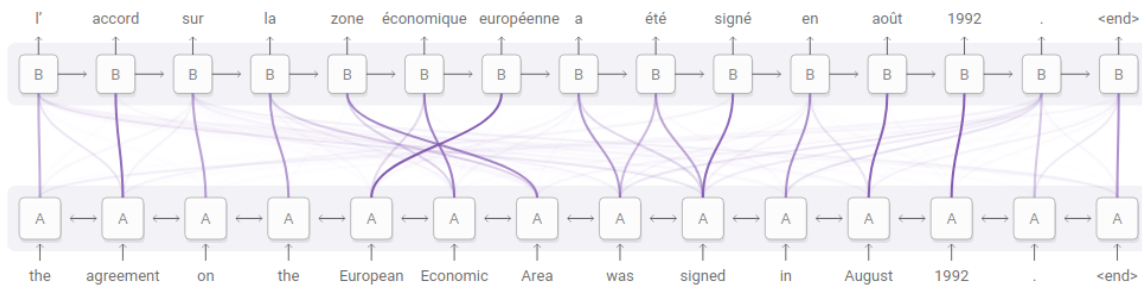 l' accord sur la zone économique européenne a été signé en août 1992 . <end>
B B B B B B B B B B B B B B B
A A A A A A A A A A A A A A
the agreement on the European Economic Area was signed in August 1992 . <end>